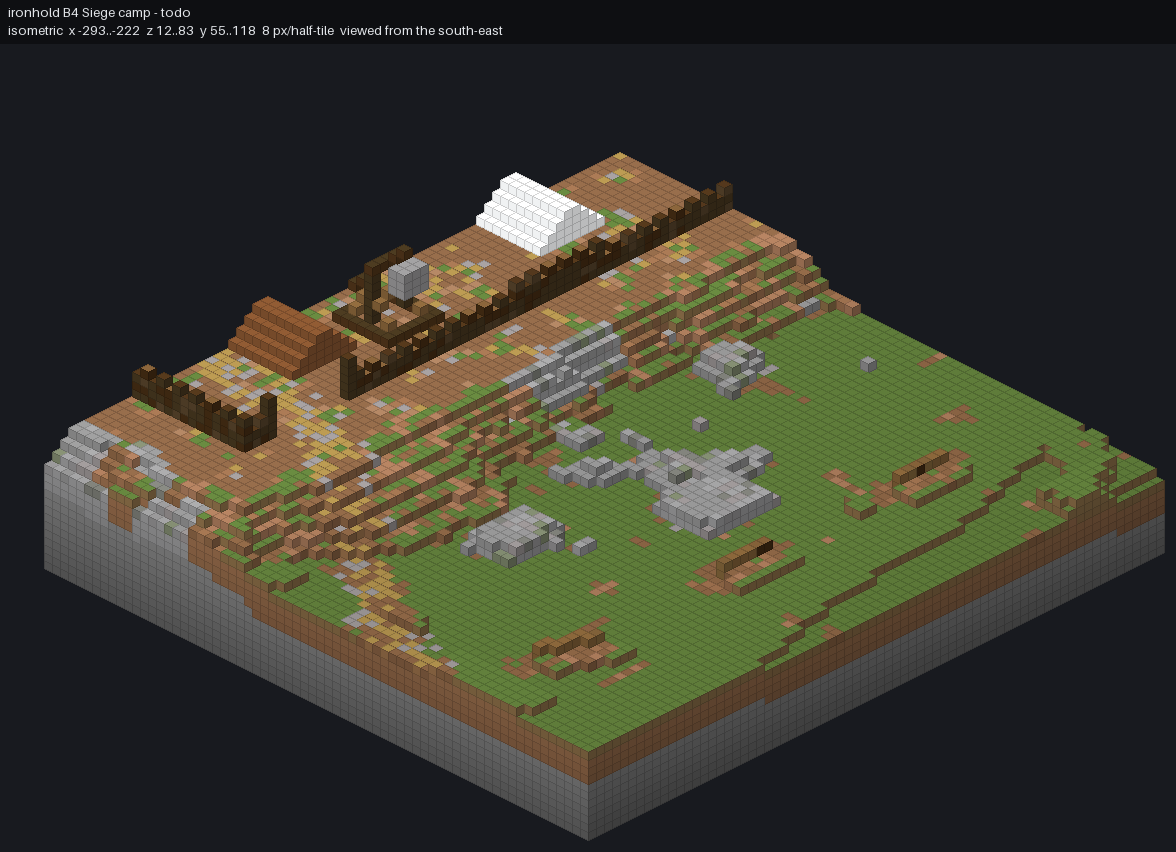 ironhold B4 Siege camp - todo
isometric x -293..-222 z 12..83 y 55..118 8 px/half-tile viewed from the south-east